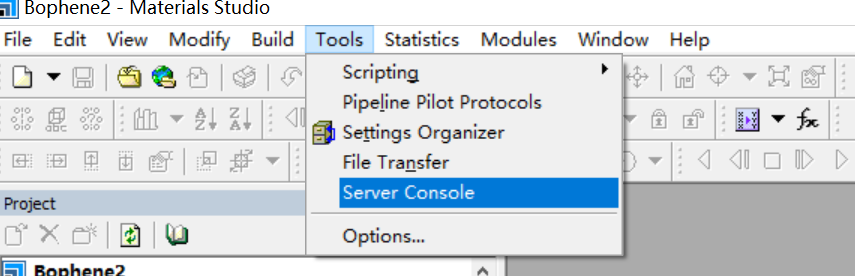 Bophene2 - Materials Studio
File Edit View Modify Build Tools Statistics Modules Window Help
Scripting
Pipeline Pilot Protocols
Settings Organizer
File Transfer
Server Console
Options...
Project
Bophene2